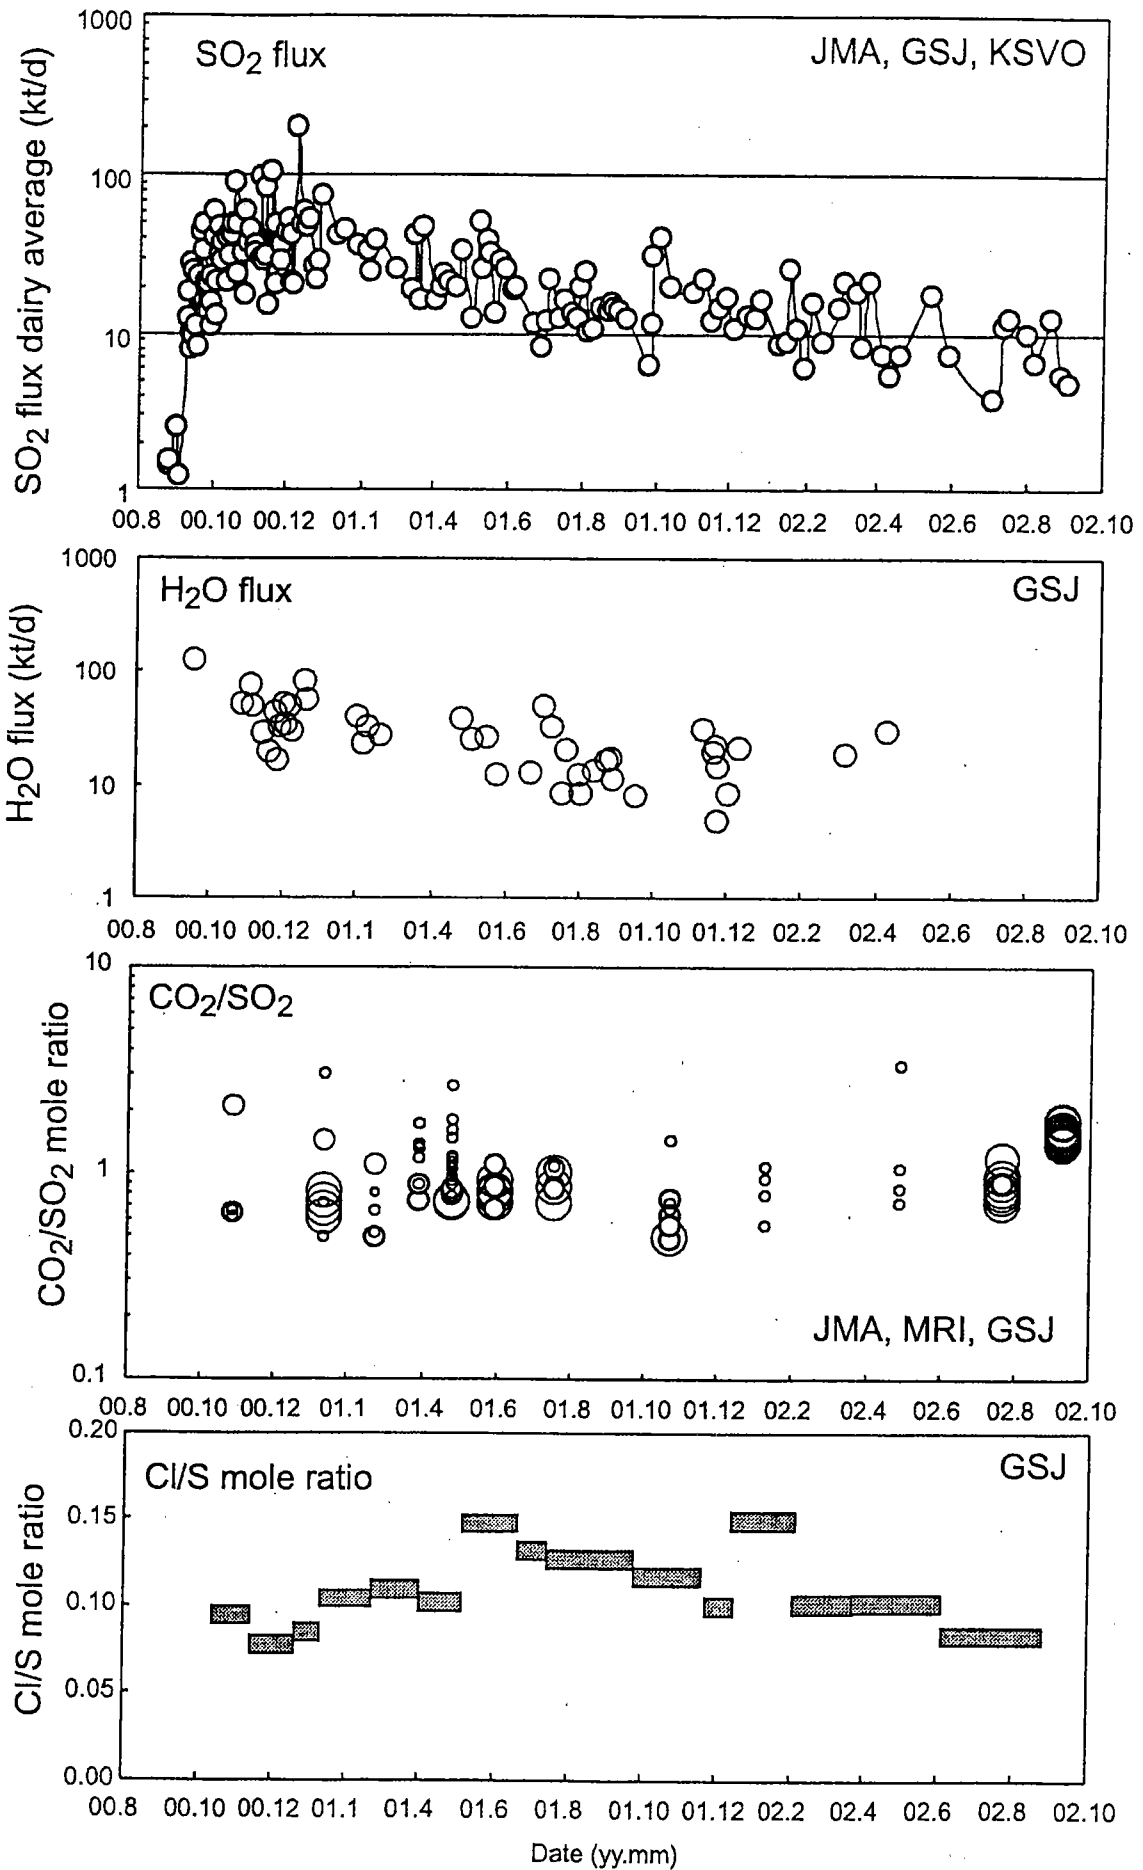 1000
SO2 flux
JMA, GSJ, KSVO
100
10
1
SO2 flux dairy average (kt/d)
00.8 00.10 00.12 01.1 01.4 01.6 01.8 01.10 01.12 02.2 02.4 02.6 02.8 02.10
1000
H2O flux
GSJ
100
10
.1
H2O flux (kt/d)
00.8 00.10 00.12 01.1 01.4 01.6 01.8 01.10 01.12 02.2 02.4 02.6 02.8 02.10
10
CO2/SO2
1
JMA, MRI, GSJ
0.1
CO2/SO2 mole ratio
00.8 00.10 00.12 01.1 01.4 01.6 01.8 01.10 01.12 02.2 02.4 02.6 02.8 02.10
0.20
Cl/S mole ratio
GSJ
0.15
0.10
0.05
0.00
Cl/S mole ratio
00.8 00.10 00.12 01.1 01.4 01.6 01.8 01.10 01.12 02.2 02.4 02.6 02.8 02.10
Date (yy.mm)